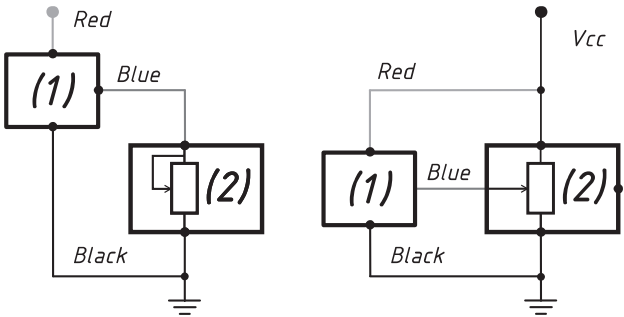 Red
(1)
Blue
(2)
Black
Vcc
Red
(1)
Blue
(2)
Black